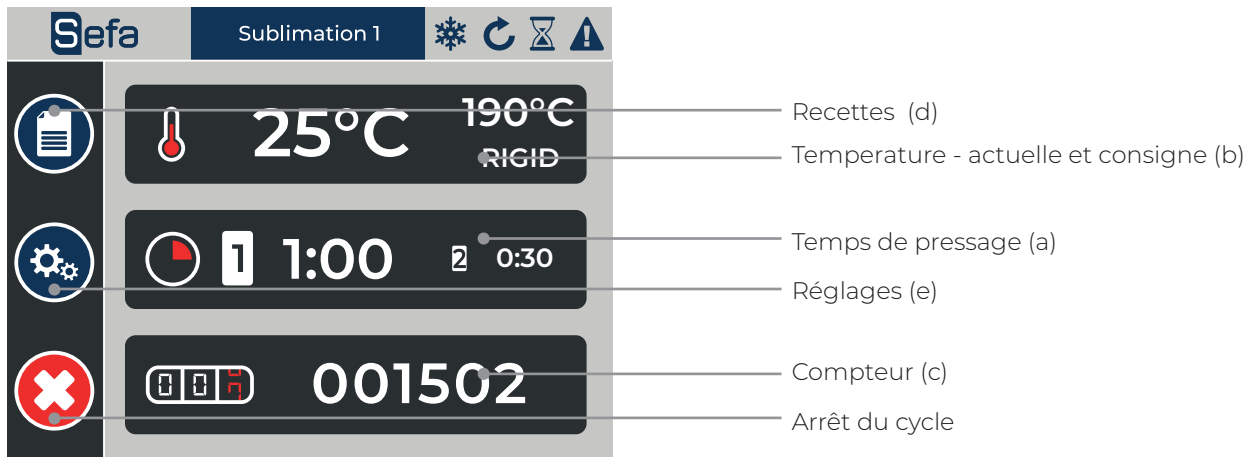 Sefa
Sublimation 1
25°C
190°C
RIGID
Recettes (d)
Temperature - actuelle et consigne (b)
1 1:00
2 0:30
Temps de pressage (a)
Réglages (e)
001502
Compteur (c)
Arrêt du cycle